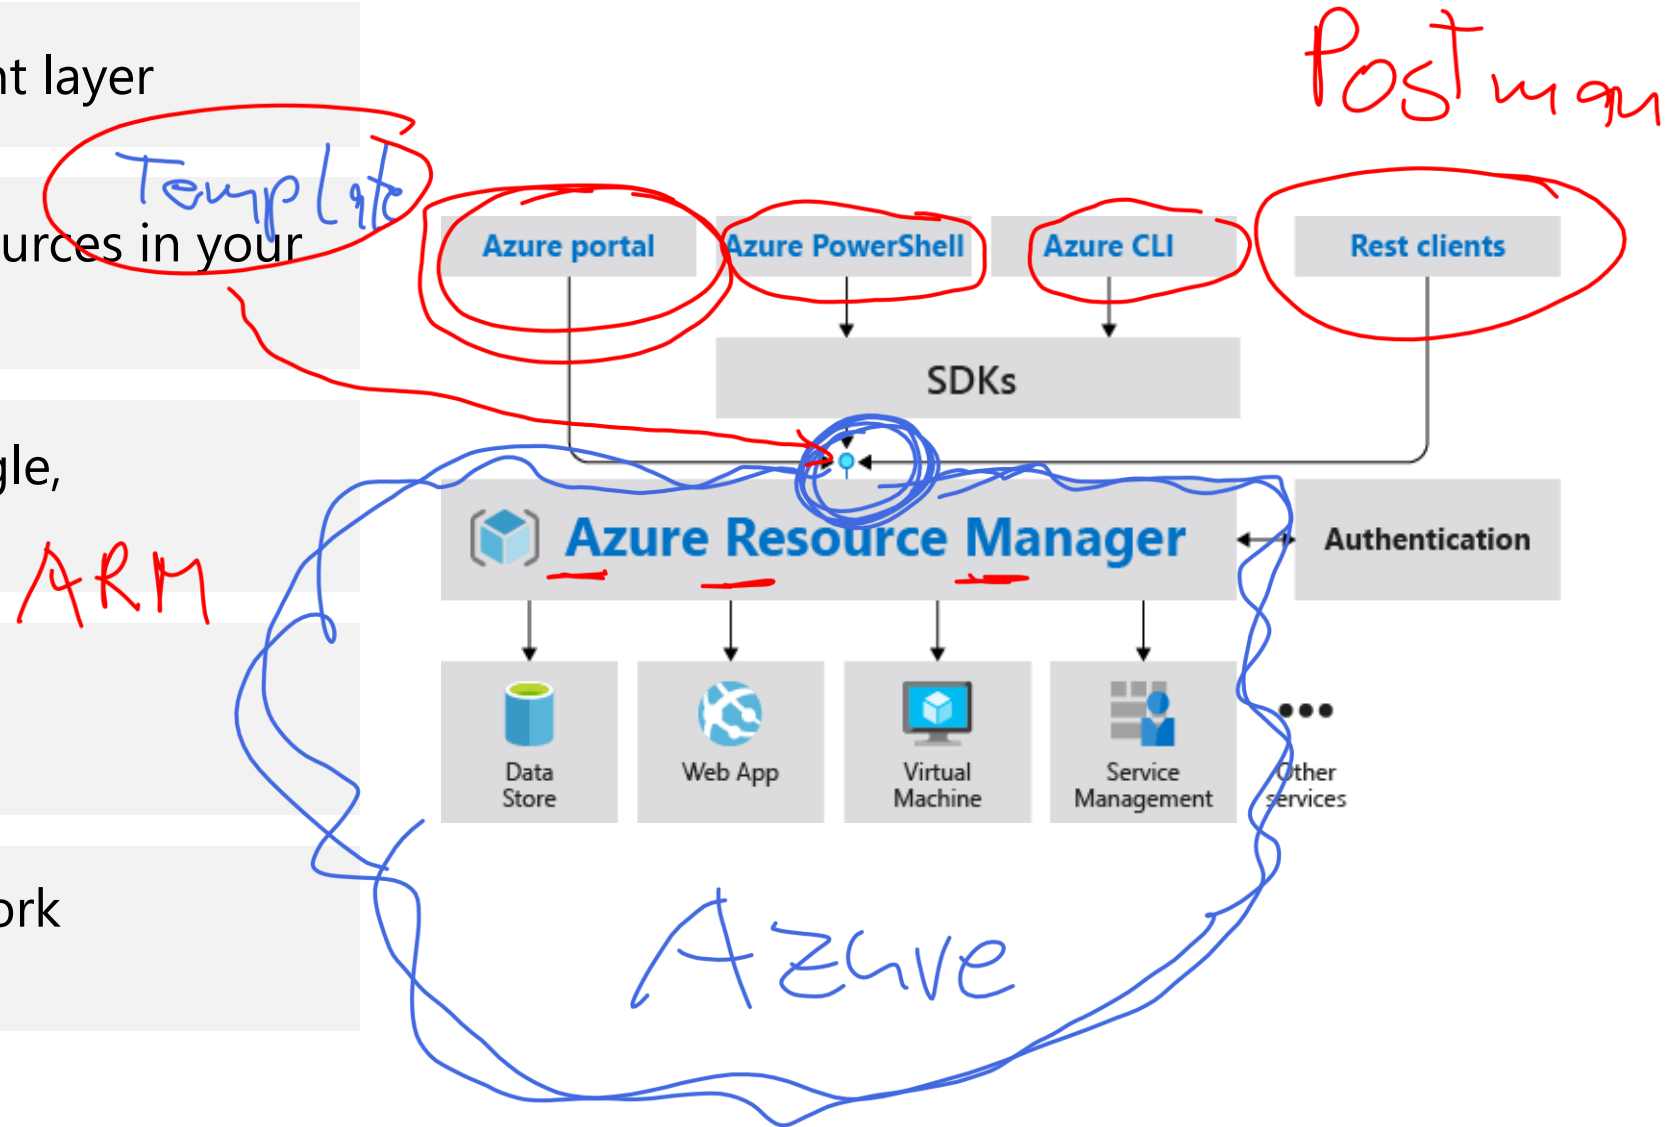 Postman
nt layer
Template
urces in your
Azure portal
Azure PowerShell
Azure CLI
Rest clients
SDKs
gle,
Azure Resource Manager
Authentication
ARM
Data
Store
Web App
Virtual
Machine
Service
Management
Other
services
ork
Azure